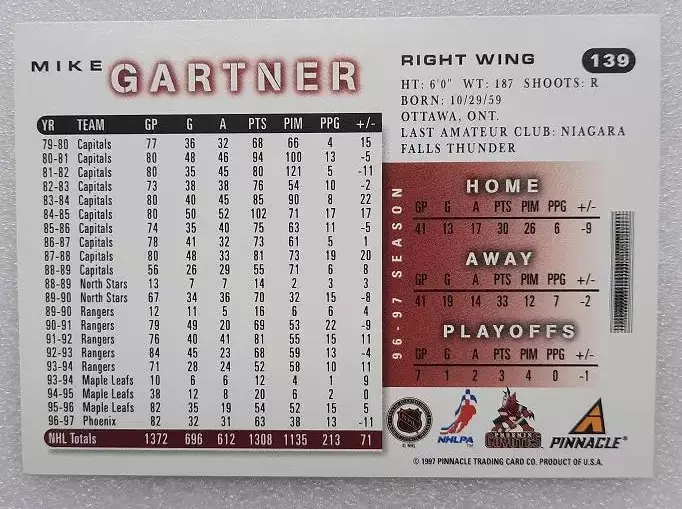 MIKE GARTNER
YR TEAM GP G A PTS PIM PPG +/-
79-80 Capitals 77 36 32 68 66 4 15
80-81 Capitals 80 48 46 94 100 13 -5
81-82 Capitals 80 35 45 80 121 5 -11
82-83 Capitals 73 38 38 76 54 10 -2
83-84 Capitals 80 40 45 85 90 8 22
84-85 Capitals 80 50 52 102 71 17 17
85-86 Capitals 74 35 40 75 63 11 -5
86-87 Capitals 78 41 32 73 61 5 1
87-88 Capitals 80 48 33 81 73 19 20
88-89 Capitals 56 26 29 55 71 6 8
88-89 North Stars 13 7 7 14 2 3 3
89-90 North Stars 67 34 36 70 32 15 -8
89-90 Rangers 12 11 5 16 6 6 4
90-91 Rangers 79 49 20 69 53 22 -9
91-92 Rangers 76 40 41 81 55 15 11
92-93 Rangers 84 45 23 68 59 13 -4
93-94 Rangers 71 28 24 52 58 10 11
93-94 Maple Leafs 10 6 6 12 4 1 9
94-95 Maple Leafs 38 12 8 20 6 2 0
95-96 Maple Leafs 82 35 19 54 52 15 5
96-97 Phoenix 82 32 31 63 38 13 -11
NHL Totals 1372 696 612 1308 1135 213 71
RIGHT WING 139
HT: 6'0" WT: 187 SHOOTS: R
BORN: 10/29/59
OTTAWA, ONT.
LAST AMATEUR CLUB: NIAGARA
FALLS THUNDER
96-97 SEASON
HOME
GP G A PTS PIM PPG +/-
41 13 17 30 26 6 -9
AWAY
GP G A PTS PIM PPG +/-
41 19 14 33 12 7 -2
PLAYOFFS
GP G A PTS PIM PPG +/-
7 1 2 3 4 0 -1
NHL
© NHL
NHLPA
PHOENIX
COYOTES
PINNACLE
© 1997 PINNACLE TRADING CARD CO. PRODUCT OF U.S.A.